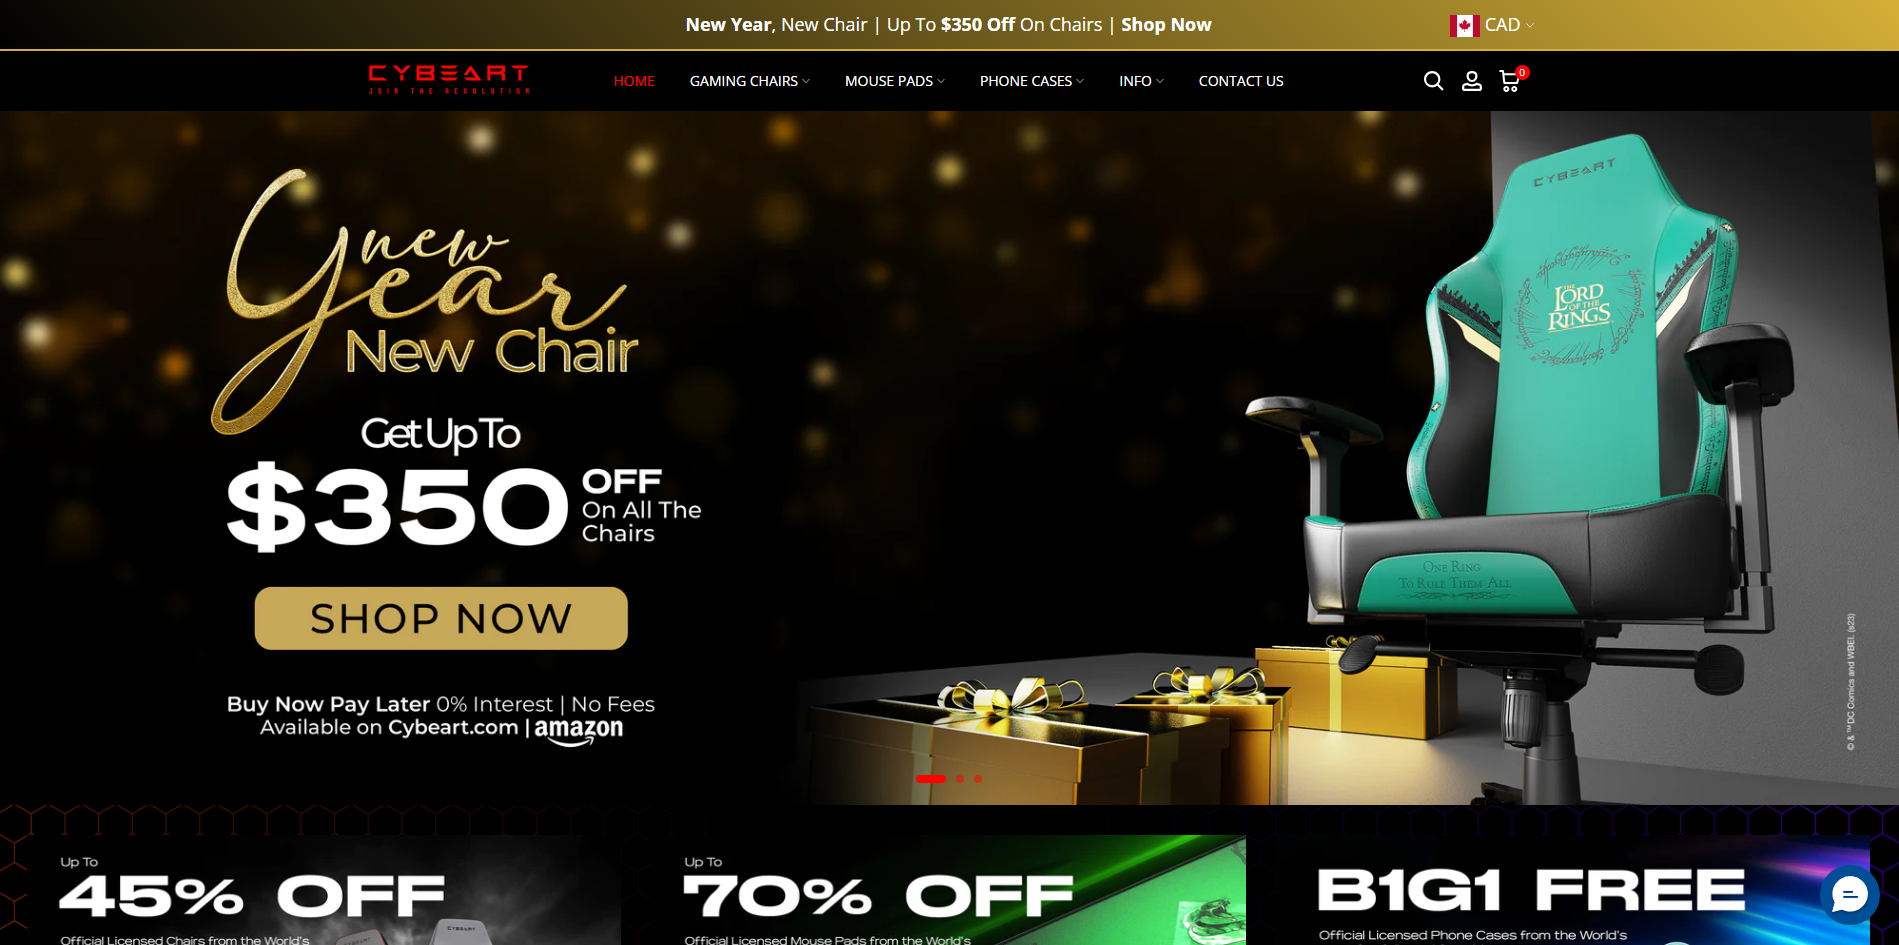 New Year, New Chair | Up To $350 Off On Chairs | Shop Now
CAD
CYBEART
JOIN THE REVOLUTION
HOME
GAMING CHAIRS
MOUSE PADS
PHONE CASES
INFO
CONTACT US
0
new
year
New Chair
Get Up To
$350 OFF
On All The
Chairs
SHOP NOW
Buy Now Pay Later 0% Interest | No Fees
Available on Cybeart.com | amazon
CYBEART
THE
LORD
OF THE
RINGS
ONE RING
TO RULE THEM ALL
© & ™ DC Comics and WBEI. (s23)
Up To
45% OFF
Official Licensed Chairs from the World's
CYBEART
Up To
70% OFF
Official Licensed Mouse Pads from the World's
B1G1 FREE
Official Licensed Phone Cases from the World's